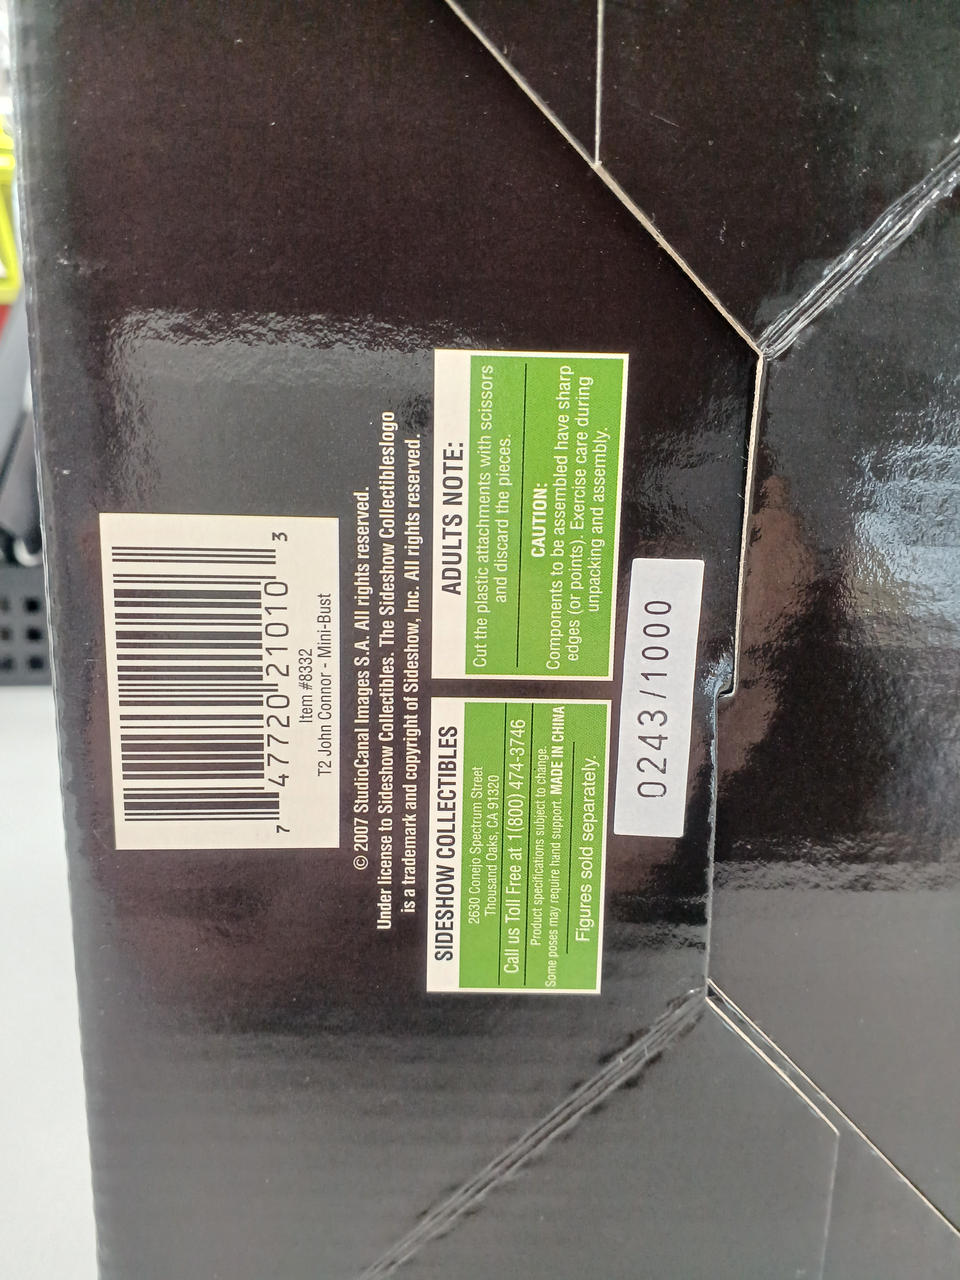 7 47720 21010 3
Item #8332
T2 John Connor - Mini-Bust
© 2007 StudioCanal Images S.A. All rights reserved.
Under license to Sideshow Collectibles. The Sideshow Collectibleslogo
is a trademark and copyright of Sideshow, Inc. All rights reserved.
SIDESHOW COLLECTIBLES
2630 Conejo Spectrum Street
Thousand Oaks, CA 91320
Call us Toll Free at 1(800) 474-3746
Product specifications subject to change.
Some poses may require hand support. MADE IN CHINA
Figures sold separately.
ADULTS NOTE:
Cut the plastic attachments with scissors
and discard the pieces.
CAUTION:
Components to be assembled have sharp
edges (or points). Exercise care during
unpacking and assembly.
0243/1000